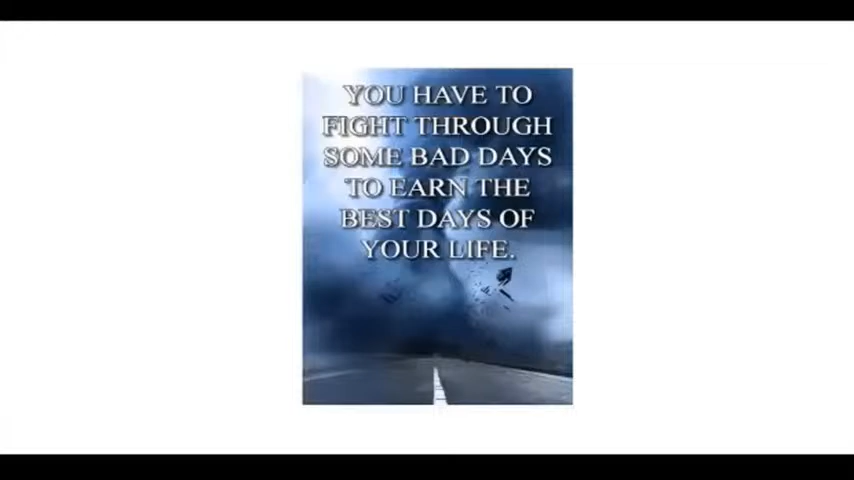 YOU HAVE TO
FIGHT THROUGH
SOME BAD DAYS
TO EARN THE
BEST DAYS OF
YOUR LIFE.